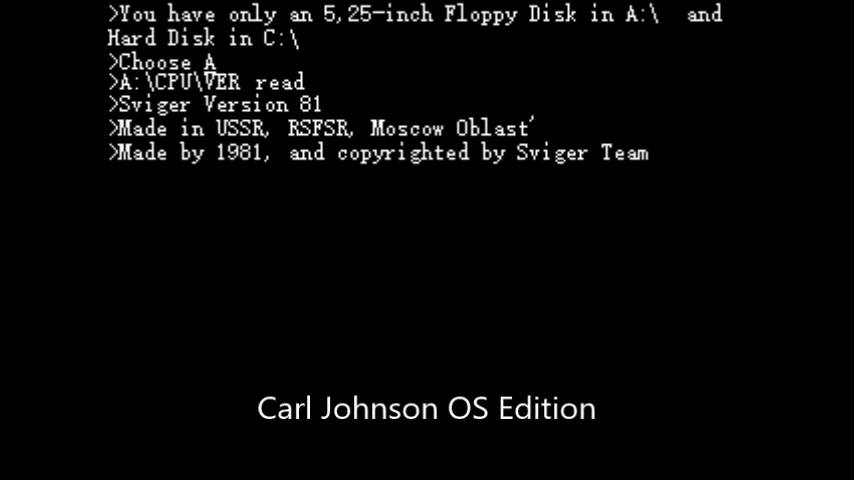 >You have only an 5,25-inch Floppy Disk in A:\  and
Hard Disk in C:\
>Choose A
>A:\CPU\VER read
>Sviger Version 81
>Made in USSR, RSFSR, Moscow Oblast'
>Made by 1981, and copyrighted by Sviger Team
Carl Johnson OS Edition